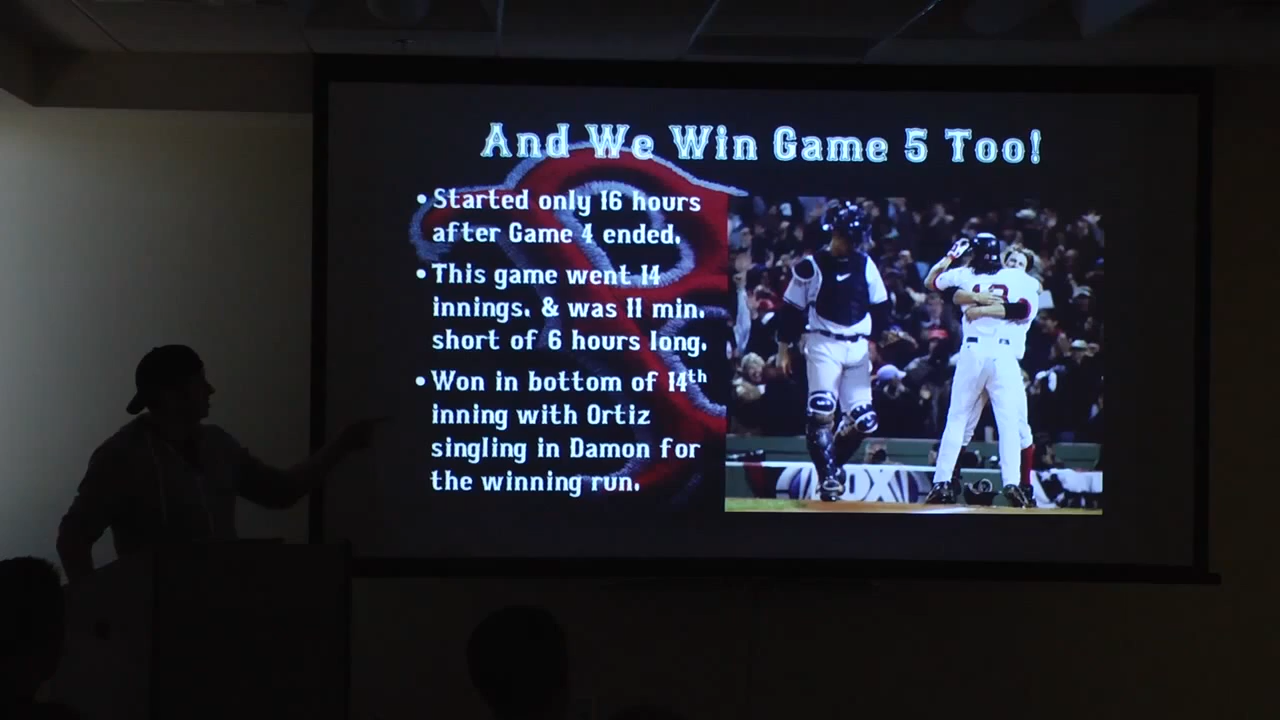 And We Win Game 5 Too!
• Started only 16 hours
after Game 4 ended.
• This game went 14
innings. & was 11 min.
short of 6 hours long.
• Won in bottom of 14th
inning with Ortiz
singling in Damon for
the winning run.